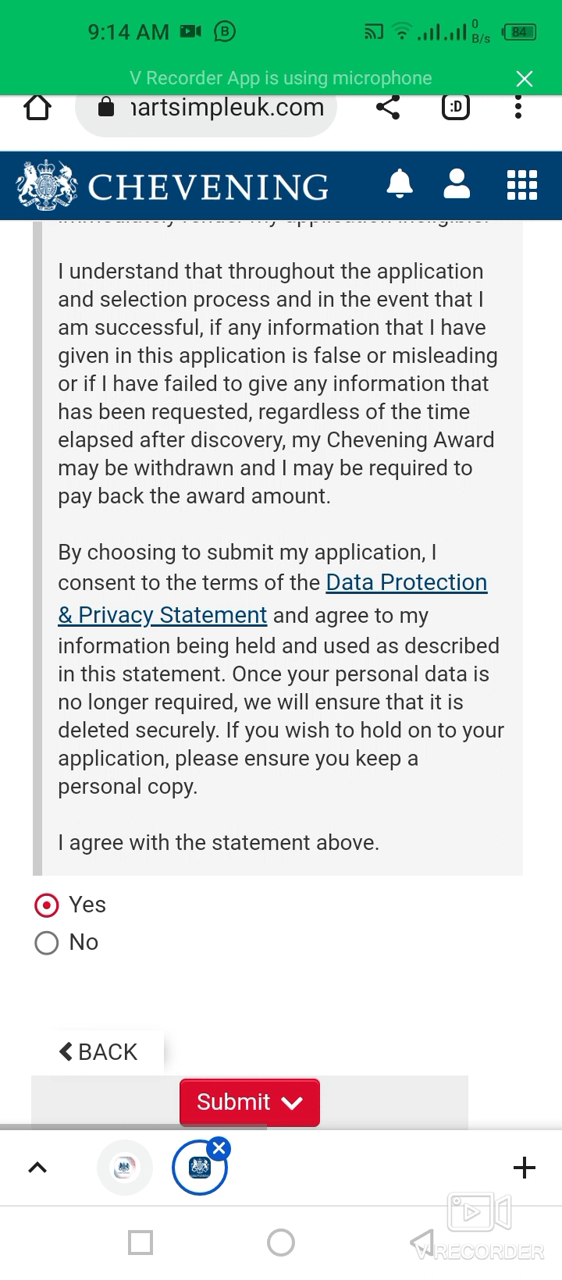 9:14 AM B 0 B/s 84
V Recorder App is using microphone
artsimpleuk.com :D
CHEVENING
I understand that throughout the application
and selection process and in the event that I
am successful, if any information that I have
given in this application is false or misleading
or if I have failed to give any information that
has been requested, regardless of the time
elapsed after discovery, my Chevening Award
may be withdrawn and I may be required to
pay back the award amount.
By choosing to submit my application, I
consent to the terms of the Data Protection
& Privacy Statement and agree to my
information being held and used as described
in this statement. Once your personal data is
no longer required, we will ensure that it is
deleted securely. If you wish to hold on to your
application, please ensure you keep a
personal copy.
I agree with the statement above.
Yes
No
BACK
Submit
VRECORDER